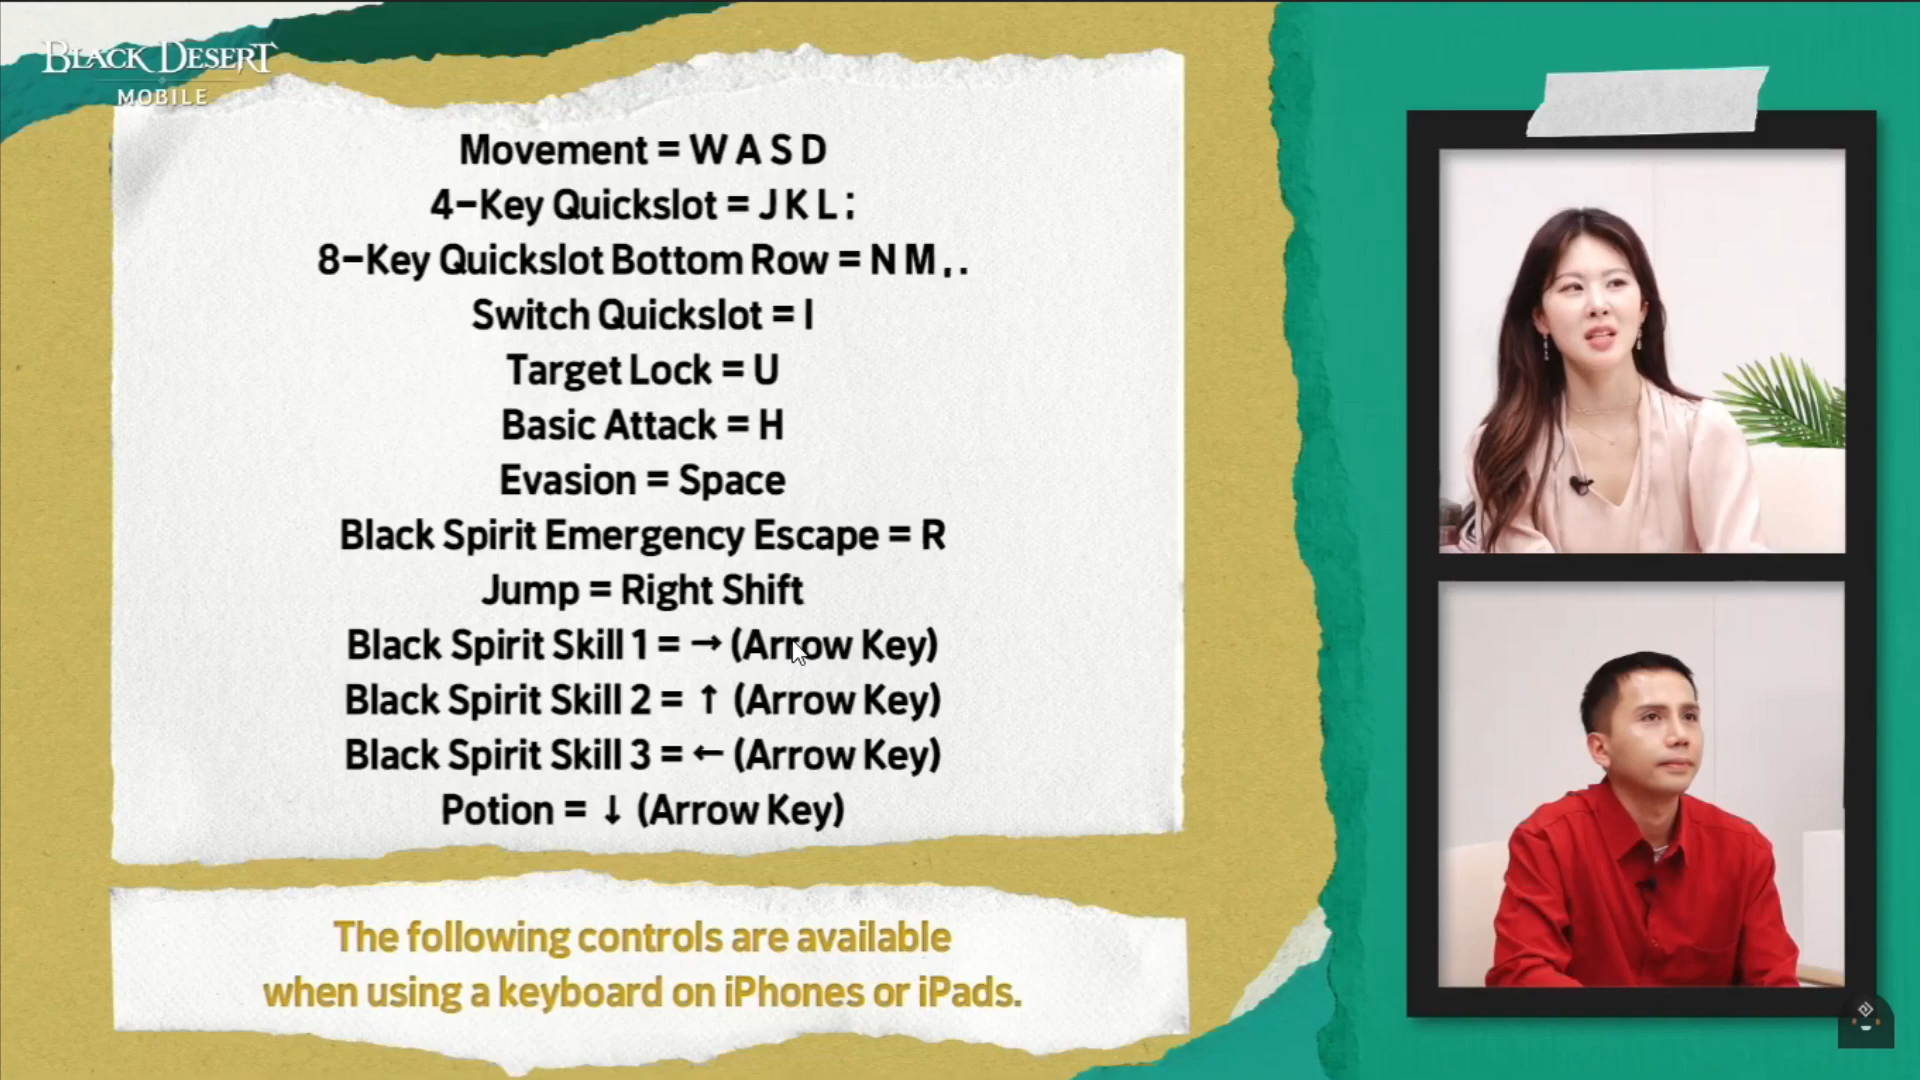 BLACK DESERT
MOBILE
Movement = W A S D
4-Key Quickslot = J K L :
8-Key Quickslot Bottom Row = N M , .
Switch Quickslot = I
Target Lock = U
Basic Attack = H
Evasion = Space
Black Spirit Emergency Escape = R
Jump = Right Shift
Black Spirit Skill 1 = → (Arrow Key)
Black Spirit Skill 2 = ↑ (Arrow Key)
Black Spirit Skill 3 = ← (Arrow Key)
Potion = ↓ (Arrow Key)
The following controls are available
when using a keyboard on iPhones or iPads.